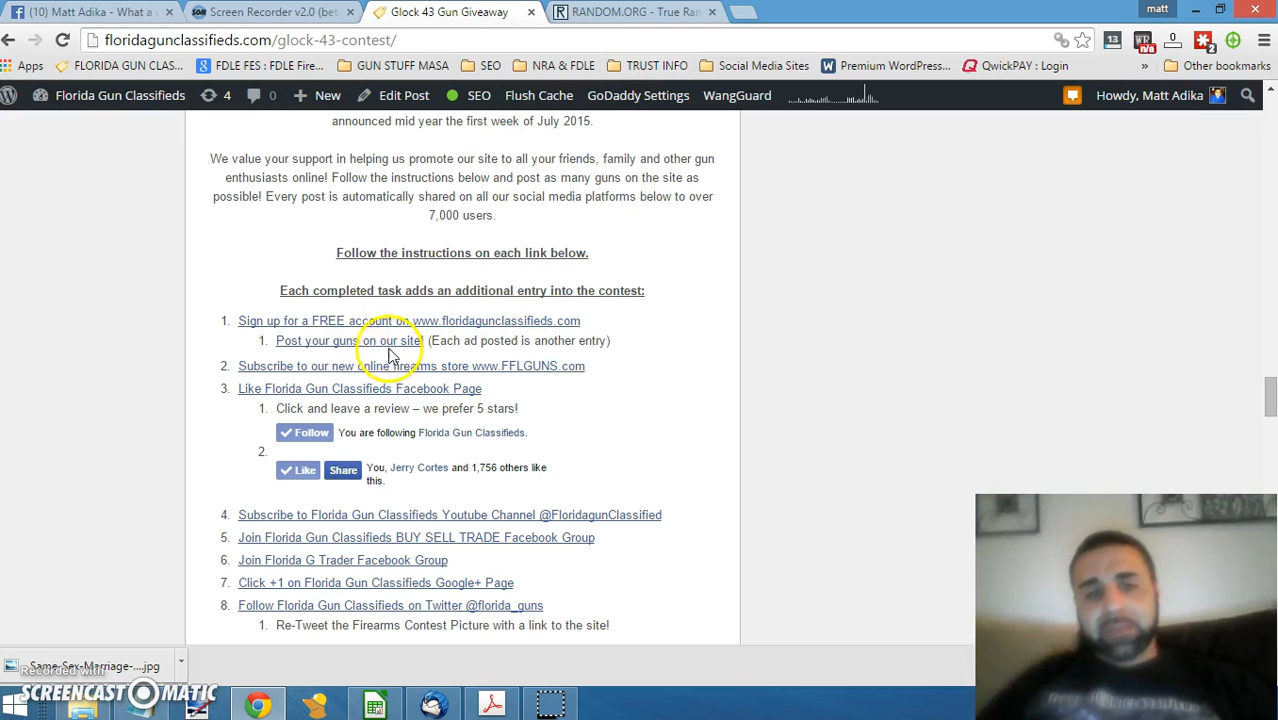 matt
(10) Matt Adika - What a
Screen Recorder v2.0 (bet
Glock 43 Gun Giveaway
RANDOM.ORG - True Ran
floridagunclassifieds.com/glock-43-contest/
13
WR
n/a
0
2
Apps
FLORIDA GUN CLAS...
FDLE FES : FDLE Fire...
GUN STUFF MASA
SEO
NRA & FDLE
TRUST INFO
Social Media Sites
Premium WordPress...
QwickPAY : Login
»
Other bookmarks
Florida Gun Classifieds
4
0
New
Edit Post
SEO
Flush Cache
GoDaddy Settings
WangGuard
Howdy, Matt Adika
announced mid year the first week of July 2015.
We value your support in helping us promote our site to all your friends, family and other gun
enthusiasts online! Follow the instructions below and post as many guns on the site as
possible! Every post is automatically shared on all our social media platforms below to over
7,000 users.
Follow the instructions on each link below.
Each completed task adds an additional entry into the contest:
1. Sign up for a FREE account on www.floridagunclassifieds.com
1. Post your guns on our site! (Each ad posted is another entry)
2. Subscribe to our new online firearms store www.FFLGUNS.com
3. Like Florida Gun Classifieds Facebook Page
1. Click and leave a review – we prefer 5 stars!
Follow You are following Florida Gun Classifieds.
2.
Like Share You, Jerry Cortes and 1,756 others like
this.
4. Subscribe to Florida Gun Classifieds Youtube Channel @FloridagunClassified
5. Join Florida Gun Classifieds BUY SELL TRADE Facebook Group
6. Join Florida G Trader Facebook Group
7. Click +1 on Florida Gun Classifieds Google+ Page
8. Follow Florida Gun Classifieds on Twitter @florida_guns
1. Re-Tweet the Firearms Contest Picture with a link to the site!
Same-Sex-Marriage-....jpg
Recorded with
SCREENCAST O MATIC